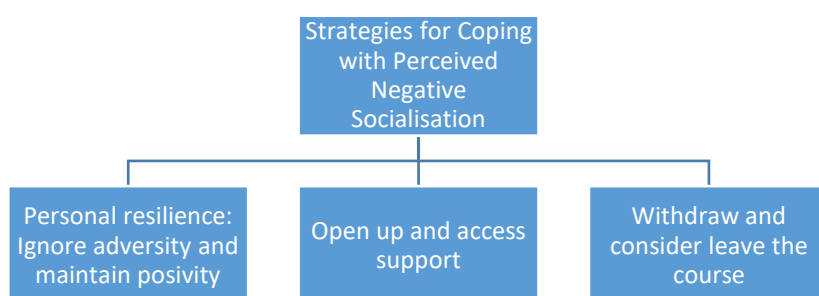 Strategies for Coping
with Perceived
Negative
Socialisation
Personal resilience:
Ignore adversity and
maintain posivity
Open up and access
support
Withdraw and
consider leave the
course